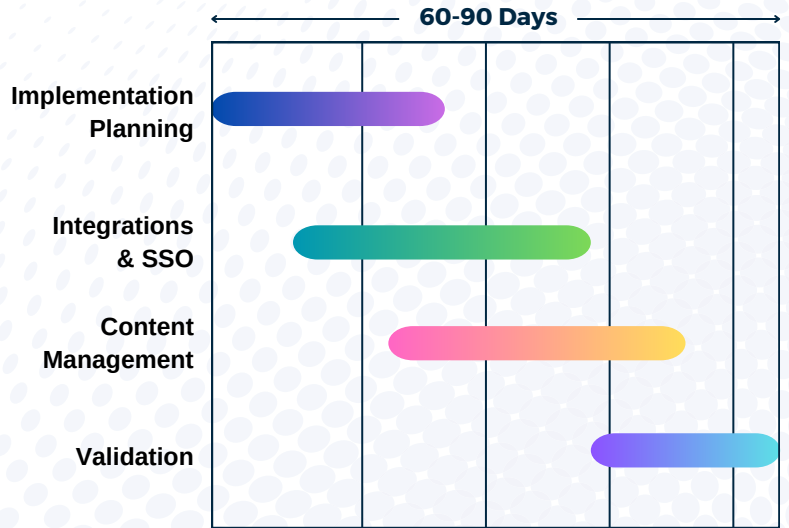 60-90 Days
Implementation
Planning
Integrations
& SSO
Content
Management
Validation